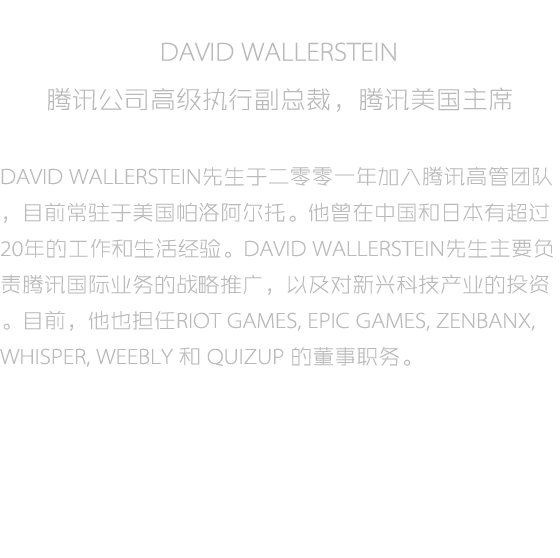 DAVID WALLERSTEIN
腾讯公司高级执行副总裁，腾讯美国主席
DAVID WALLERSTEIN先生于二零零一年加入腾讯高管团队
，目前常驻于美国帕洛阿尔托。他曾在中国和日本有超过
20年的工作和生活经验。DAVID WALLERSTEIN先生主要负
责腾讯国际业务的战略推广，以及对新兴科技产业的投资
。目前，他也担任RIOT GAMES, EPIC GAMES, ZENBANX,
WHISPER, WEEBLY 和 QUIZUP 的董事职务。